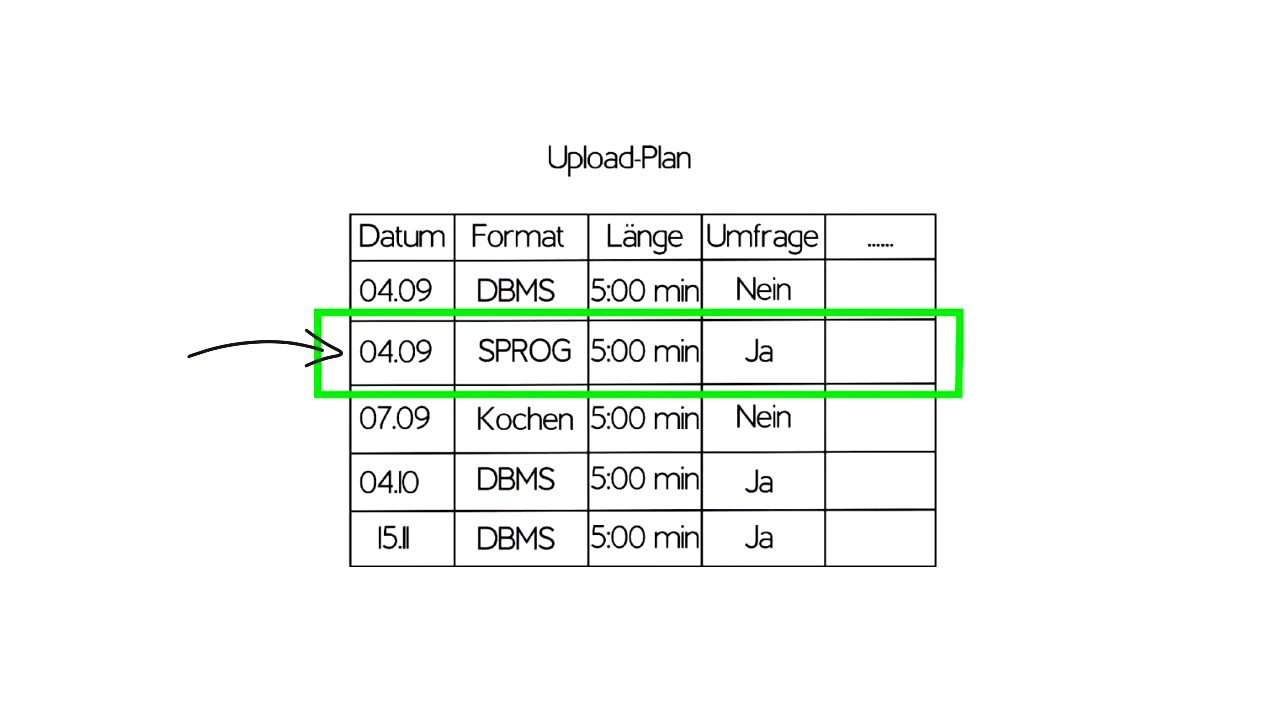 Upload-Plan
Datum Format Länge Umfrage ......
04.09 DBMS 5:00 min Nein
04.09 SPROG 5:00 min Ja
07.09 Kochen 5:00 min Nein
04.10 DBMS 5:00 min Ja
15.11 DBMS 5:00 min Ja